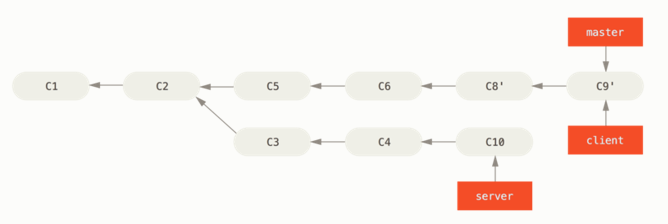 master
C1 C2 C5 C6 C8' C9'
C3 C4 C10
client
server